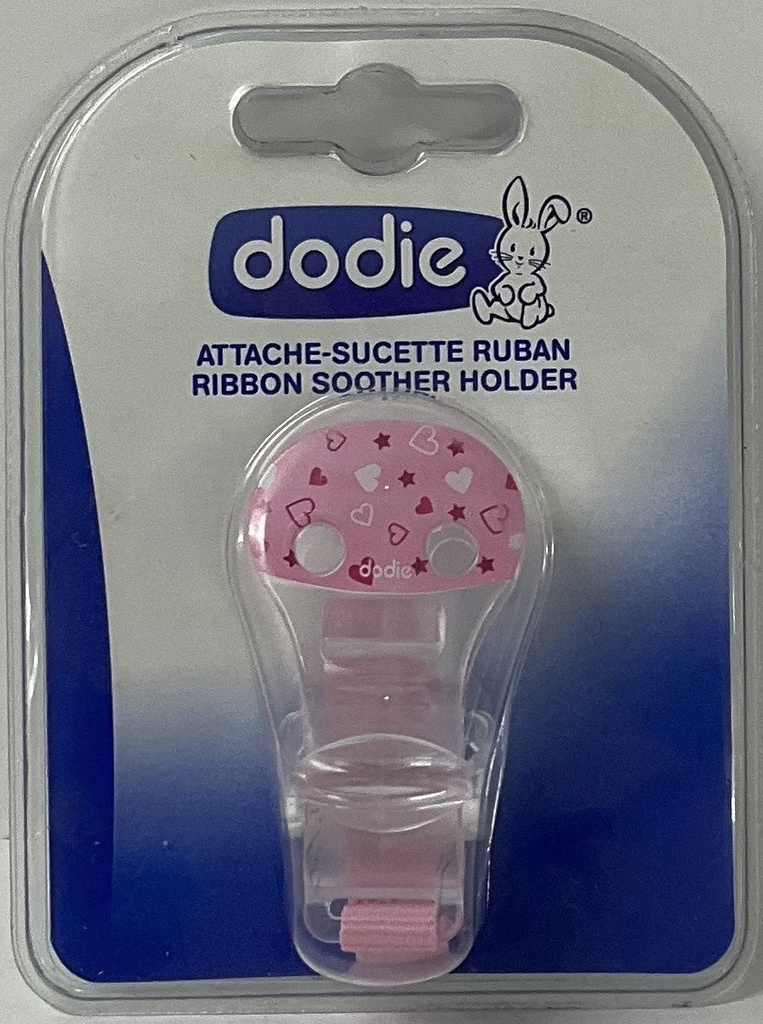 dodie®
ATTACHE-SUCETTE RUBAN
RIBBON SOOTHER HOLDER
dodie